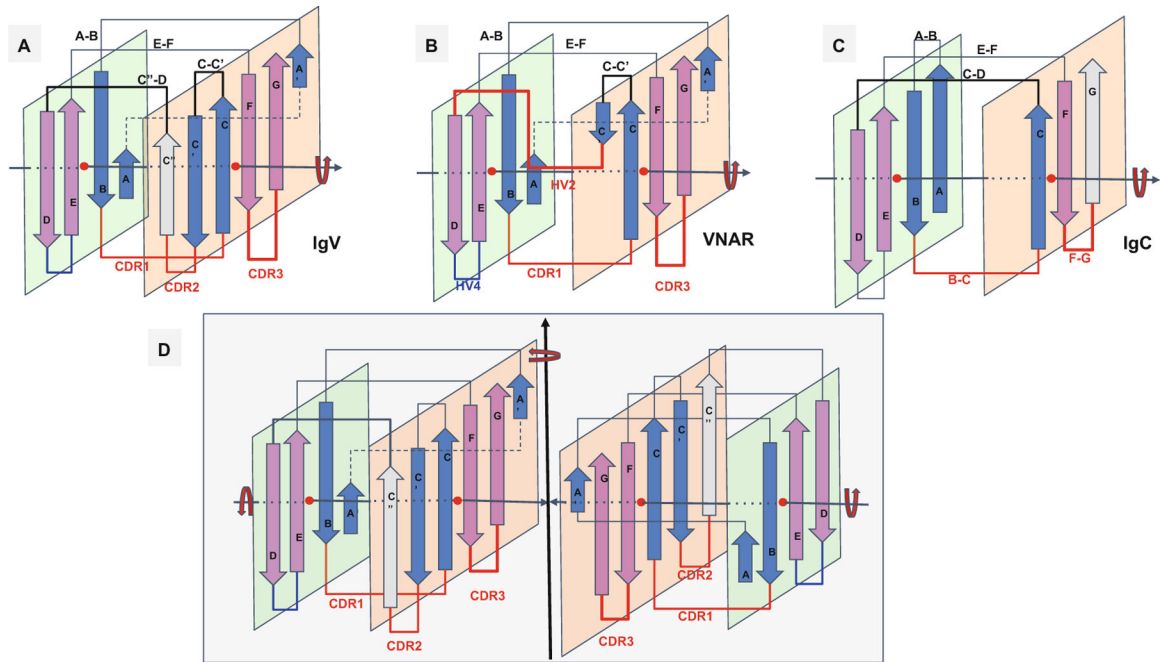 A
A-B
E-F
C-C'
C''-D
A'
F
G
C
C'
C''
B
A
E
D
IgV
CDR1
CDR2
CDR3
B
A-B
E-F
C-C'
A'
G
F
C
C
D
E
B
A
HV2
VNAR
HV4
CDR1
CDR3
C
A-B
E-F
C-D
G
F
C
B
A
E
D
IgC
F-G
B-C
D
A'
G
F
C
C'
C''
B
A
E
D
CDR1
CDR3
CDR2
C''
C'
C
F
G
A'
D
E
B
A
CDR2
CDR1
CDR3